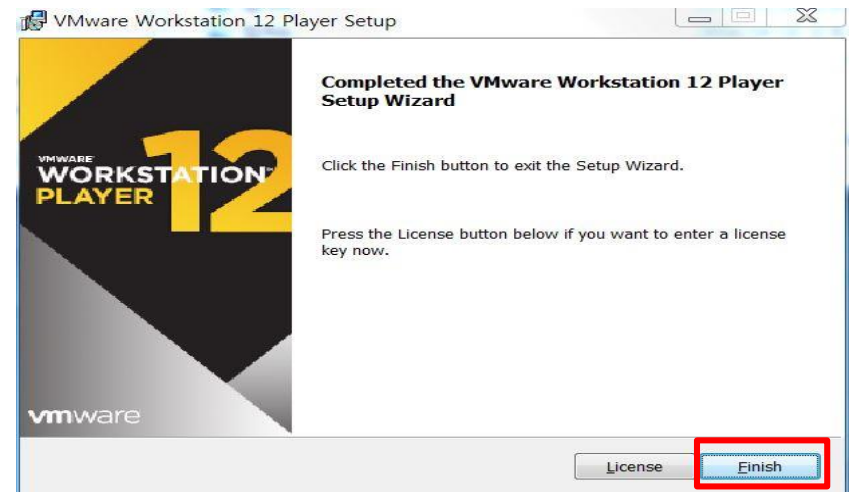 VMware Workstation 12 Player Setup
Completed the VMware Workstation 12 Player
Setup Wizard
Click the Finish button to exit the Setup Wizard.
Press the License button below if you want to enter a license
key now.
VMWARE
WORKSTATION™
PLAYER
12
vmware
License
Finish